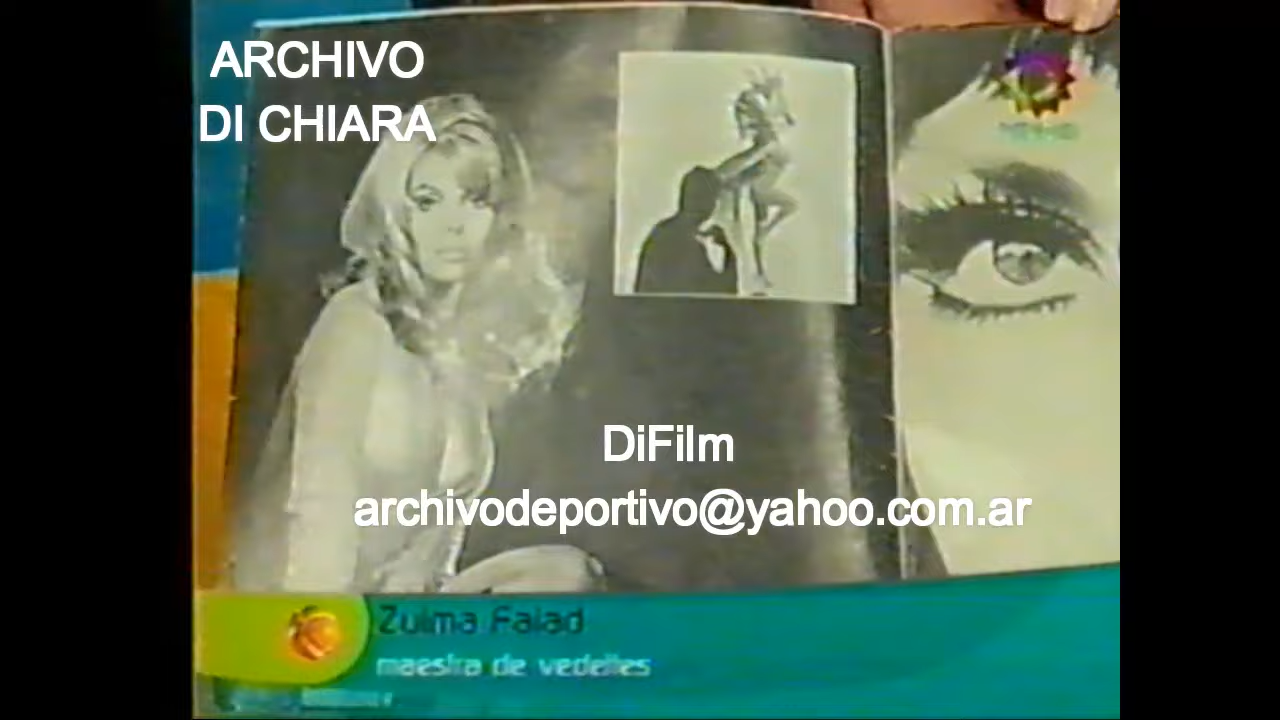 ARCHIVO
DI CHIARA
DiFilm
archivodeportivo@yahoo.com.ar
Zulma Faiad
maestra de vedettes